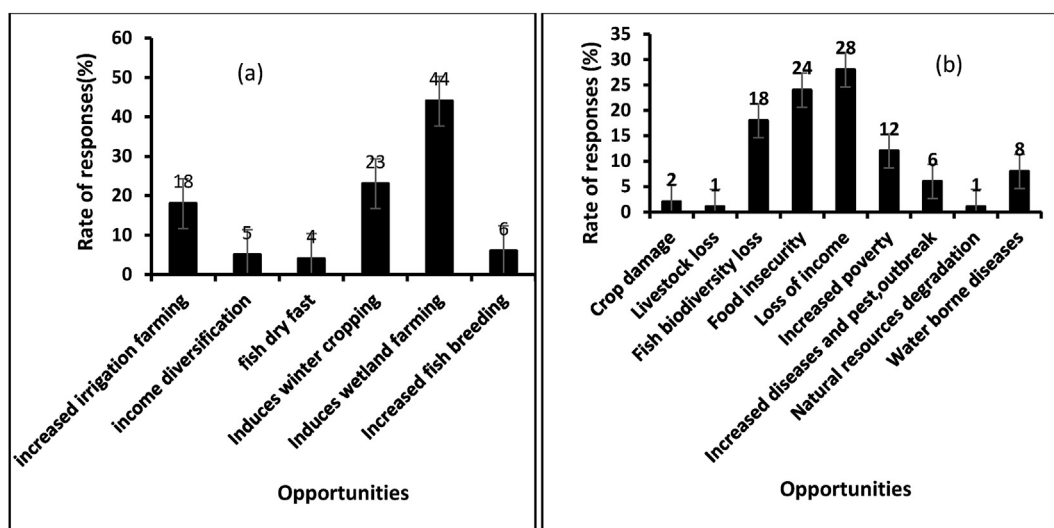 (a)
Rate of responses(%)
60
50
40
30
20
10
0
18
5
4
23
44
6
increased irrigation farming
income diversification
fish dry fast
Induces winter cropping
Induces wetland farming
Increased fish breeding
Opportunities
(b)
Rate of responses (%)
35
30
25
20
15
10
5
0
2
1
18
24
28
12
6
1
8
Crop damage
Livestock loss
Fish biodiversity loss
Food insecurity
Loss of income
Increased poverty
Increased diseases and pest,outbreak
Natural resources degradation
Water borne diseases
Opportunities